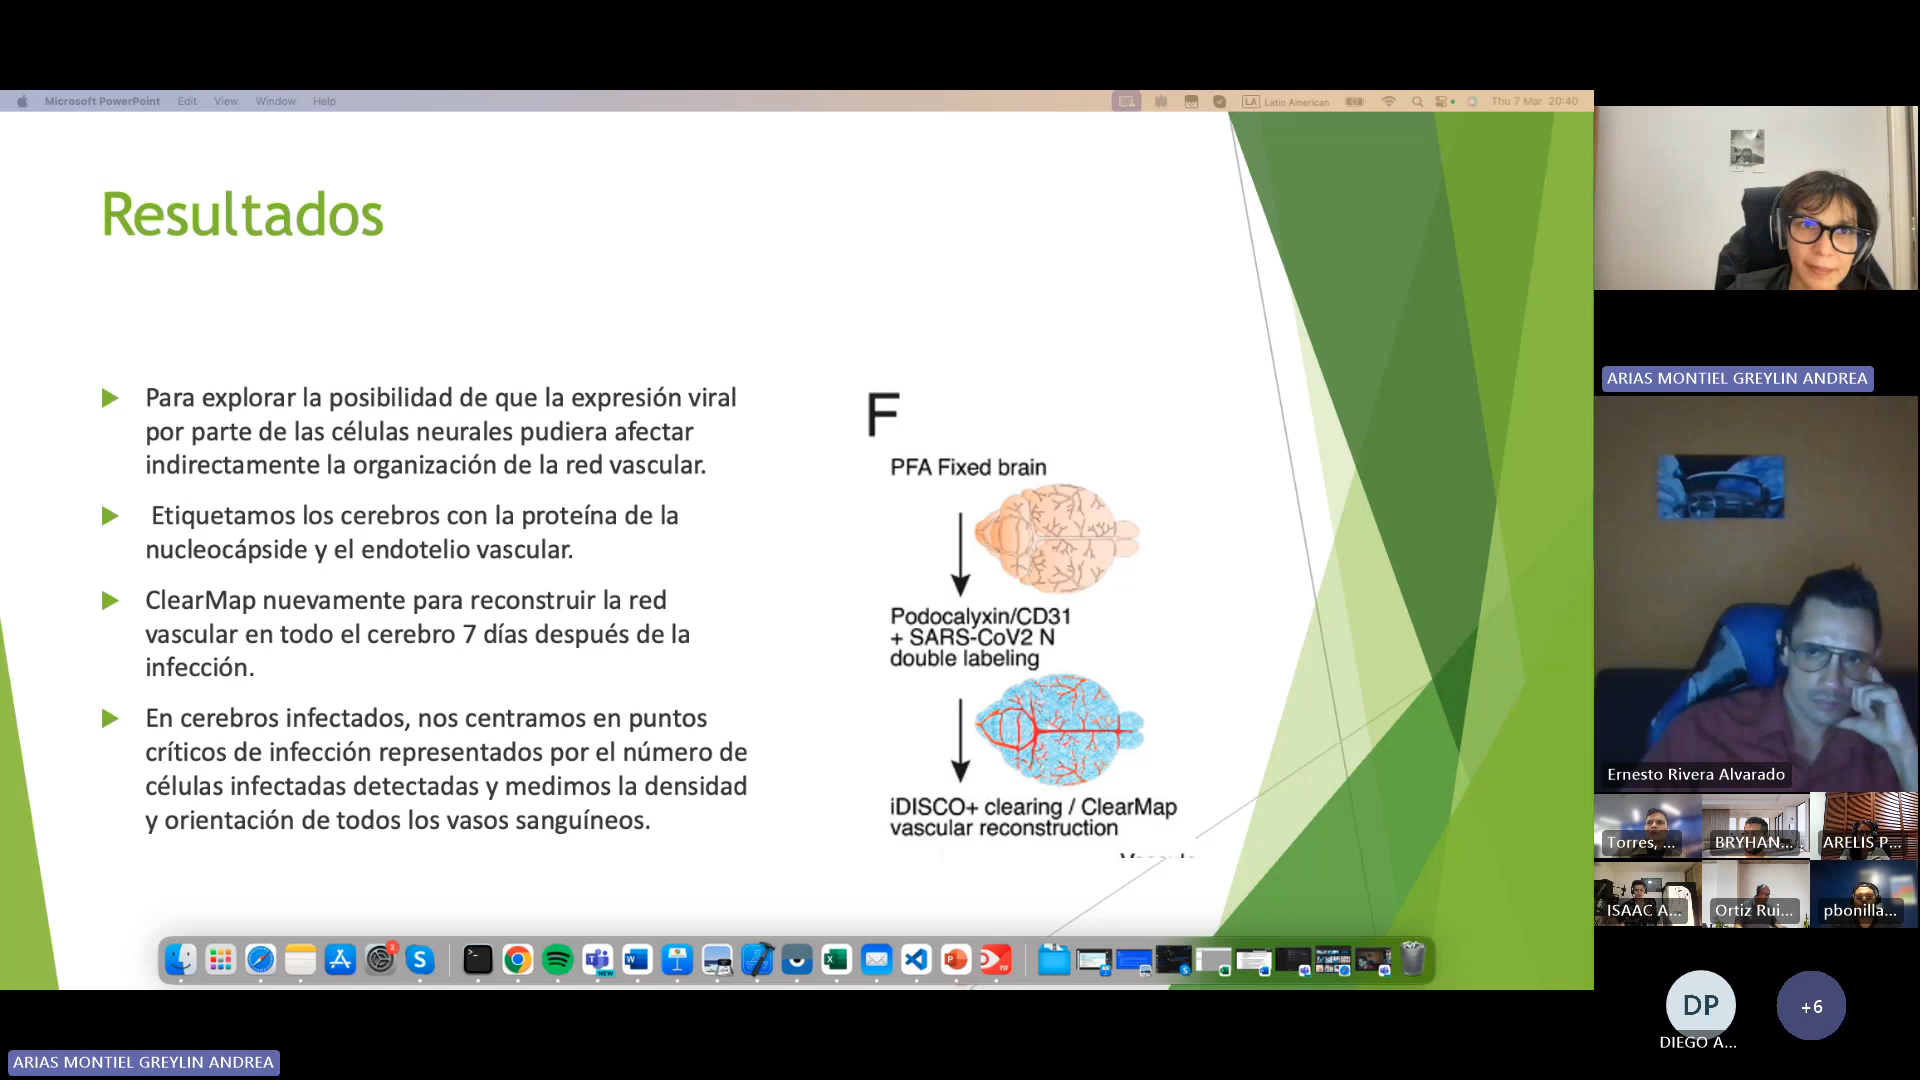 Microsoft PowerPoint Edit View Window Help
LA Latin American Thu 7 Mar 20:40
Resultados
Para explorar la posibilidad de que la expresión viral
por parte de las células neurales pudiera afectar
indirectamente la organización de la red vascular.
Etiquetamos los cerebros con la proteína de la
nucleocápside y el endotelio vascular.
ClearMap nuevamente para reconstruir la red
vascular en todo el cerebro 7 días después de la
infección.
En cerebros infectados, nos centramos en puntos
críticos de infección representados por el número de
células infectadas detectadas y medimos la densidad
y orientación de todos los vasos sanguíneos.
F
PFA Fixed brain
Podocalyxin/CD31
+ SARS-CoV2 N
double labeling
iDISCO+ clearing / ClearMap
vascular reconstruction
ARIAS MONTIEL GREYLIN ANDREA
Ernesto Rivera Alvarado
Torres, ...
BRYHAN...
ARELIS P...
ISAAC A...
Ortiz Rui...
pbonilla...
DP
+6
DIEGO A...
2
NEW
ARIAS MONTIEL GREYLIN ANDREA